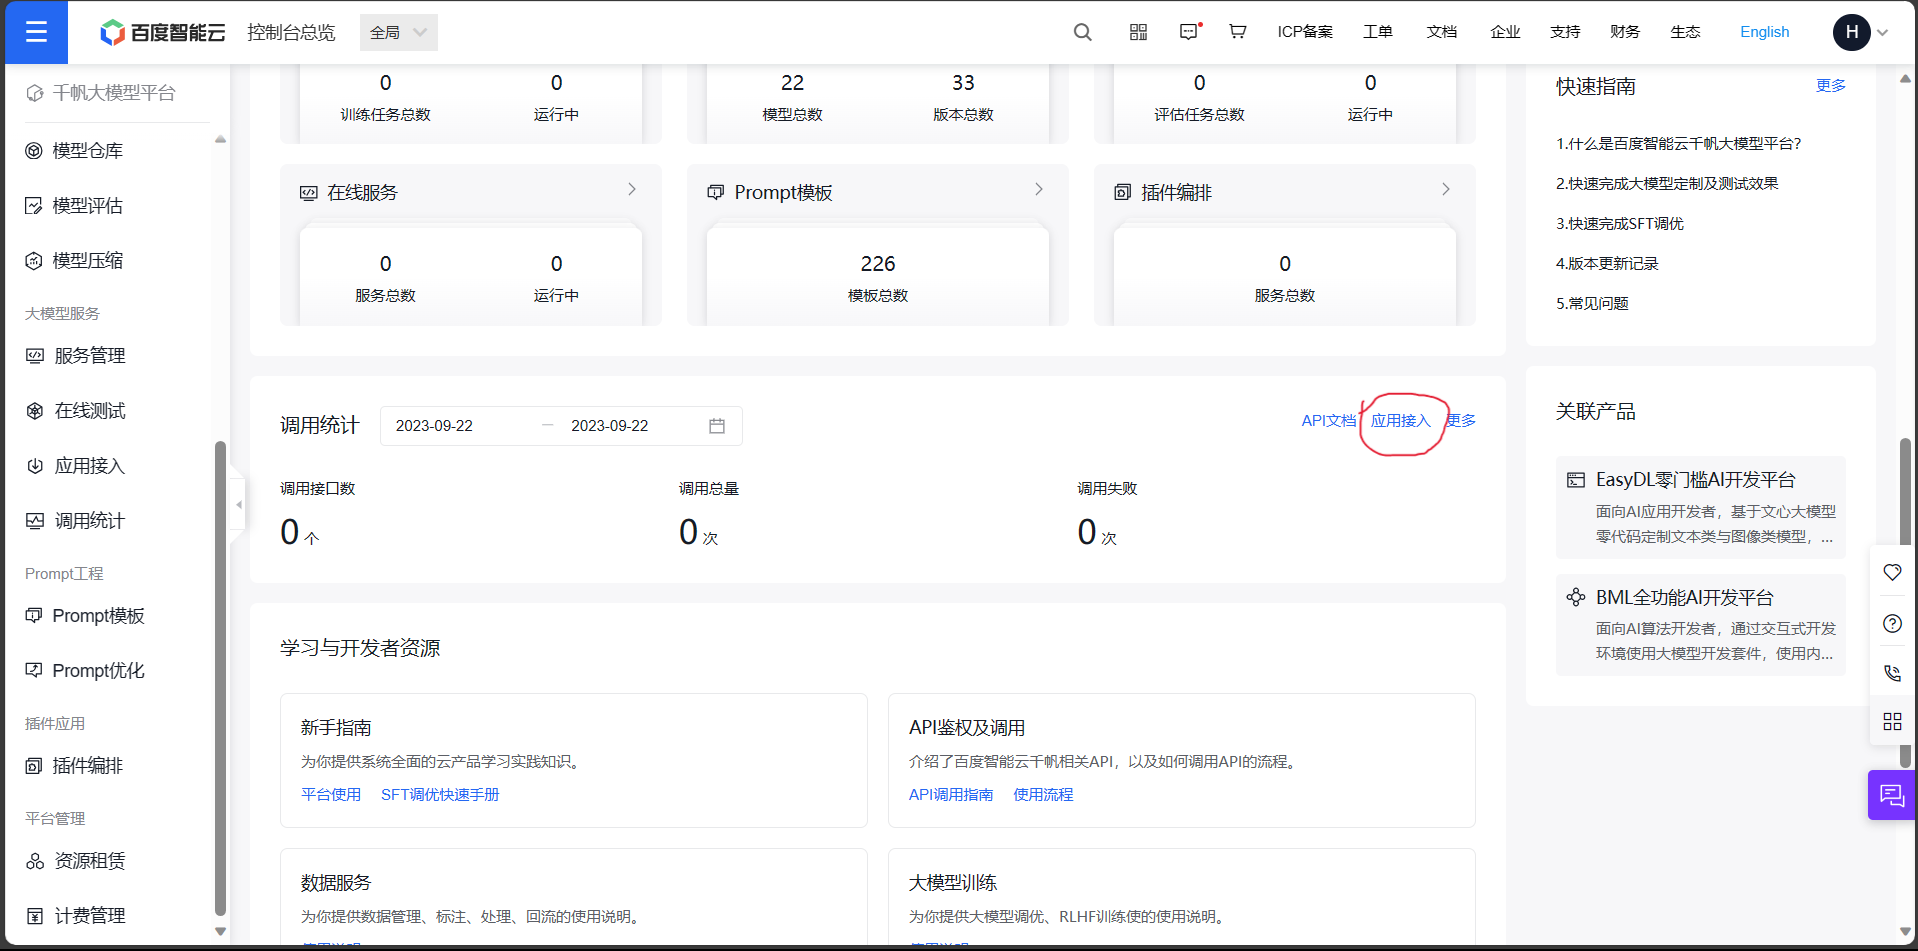 百度智能云
控制台总览
全局
ICP备案
工单
文档
企业
支持
财务
生态
English
H
千帆大模型平台
模型仓库
模型评估
模型压缩
大模型服务
服务管理
在线测试
应用接入
调用统计
Prompt工程
Prompt模板
Prompt优化
插件应用
插件编排
平台管理
资源租赁
计费管理
0 0
训练任务总数 运行中
22 33
模型总数 版本总数
0 0
评估任务总数 运行中
在线服务
0 0
服务总数 运行中
Prompt模板
226
模板总数
插件编排
0
服务总数
调用统计
2023-09-22 — 2023-09-22
API文档 应用接入 更多
调用接口数
0个
调用总量
0次
调用失败
0次
学习与开发者资源
新手指南
为你提供系统全面的云产品学习实践知识。
平台使用 SFT调优快速手册
API鉴权及调用
介绍了百度智能云千帆相关API，以及如何调用API的流程。
API调用指南 使用流程
数据服务
为你提供数据管理、标注、处理、回流的使用说明。
大模型训练
为你提供大模型调优、RLHF训练使的使用说明。
快速指南 更多
1.什么是百度智能云千帆大模型平台?
2.快速完成大模型定制及测试效果
3.快速完成SFT调优
4.版本更新记录
5.常见问题
关联产品
EasyDL零门槛AI开发平台
面向AI应用开发者，基于文心大模型
零代码定制文本类与图像类模型，...
BML全功能AI开发平台
面向AI算法开发者，通过交互式开发
环境使用大模型开发套件，使用内...